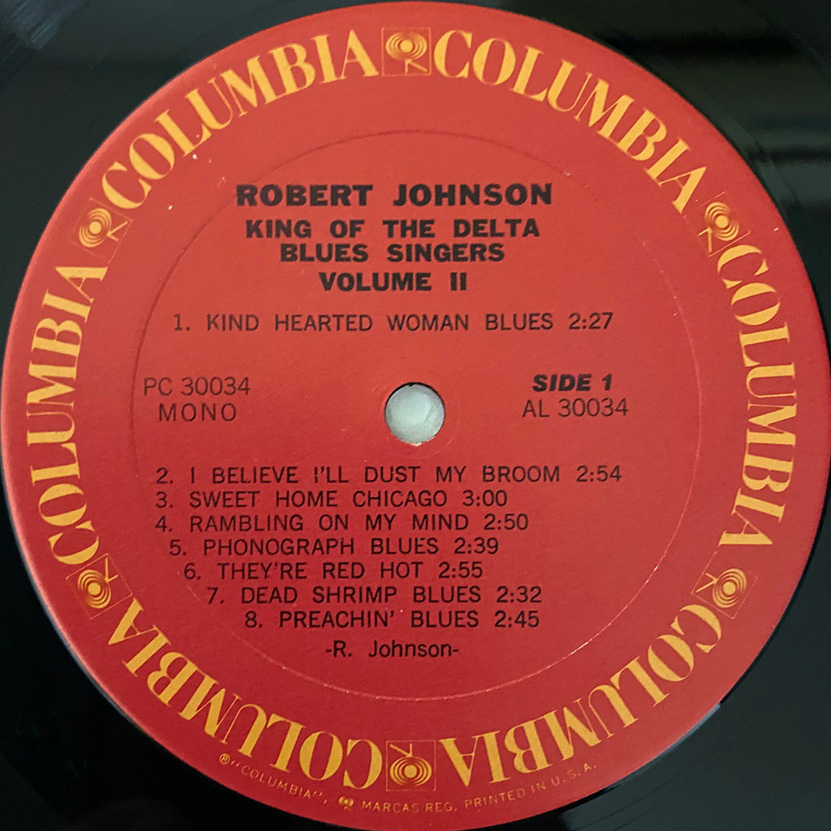 COLUMBIA COLUMBIA COLUMBIA COLUMBIA COLUMBIA COLUMBIA
ROBERT JOHNSON
KING OF THE DELTA
BLUES SINGERS
VOLUME II
1. KIND HEARTED WOMAN BLUES 2:27
PC 30034
MONO
SIDE 1
AL 30034
2. I BELIEVE I'LL DUST MY BROOM 2:54
3. SWEET HOME CHICAGO 3:00
4. RAMBLING ON MY MIND 2:50
5. PHONOGRAPH BLUES 2:39
6. THEY'RE RED HOT 2:55
7. DEAD SHRIMP BLUES 2:32
8. PREACHIN' BLUES 2:45
-R. Johnson-
®"COLUMBIA", MARCAS REG. PRINTED IN U.S.A.